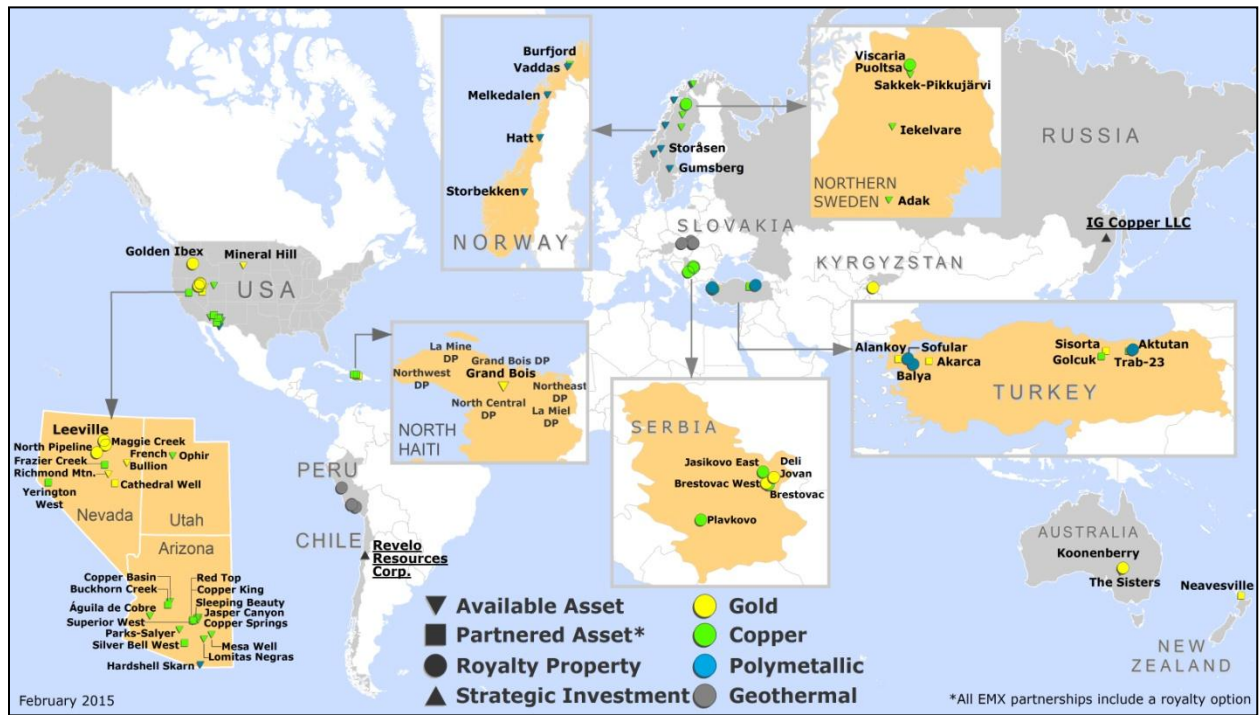 Burfjord
Vaddas
Melkedalen
Hatt
Storbekken
NORWAY
Storåsen
Gumsberg
Viscaria
Puoltsa
Sakkek-Pikkujärvi
Iekelvare
NORTHERN
SWEDEN
Adak
RUSSIA
IG Copper LLC
SLOVAKIA
KYRGYZSTAN
Golden Ibex
Mineral Hill
USA
La Mine
DP
Grand Bois DP
Grand Bois
Northwest
DP
Northeast
DP
North Central
DP
La Miel
DP
NORTH
HAITI
Alankoy
Sofular
Akarca
Balya
Sisorta
Golcuk
Aktutan
Trab-23
TURKEY
SERBIA
Jasikovo East
Deli
Jovan
Brestovac West
Brestovac
Plavkovo
Leeville
North Pipeline
Maggie Creek
French
Bullion
Ophir
Frazier Creek
Richmond Mtn.
Cathedral Well
Yerington
West
Nevada
Utah
Arizona
Copper Basin
Buckhorn Creek
Red Top
Copper King
Sleeping Beauty
Águila de Cobre
Jasper Canyon
Superior West
Copper Springs
Parks-Salyer
Silver Bell West
Mesa Well
Lomitas Negras
Hardshell Skarn
PERU
CHILE
Revelo
Resources
Corp.
AUSTRALIA
Koonenberry
The Sisters
Neavesville
NEW
ZEALAND
Available Asset
Partnered Asset*
Royalty Property
Strategic Investment
Gold
Copper
Polymetallic
Geothermal
February 2015
*All EMX partnerships include a royalty option